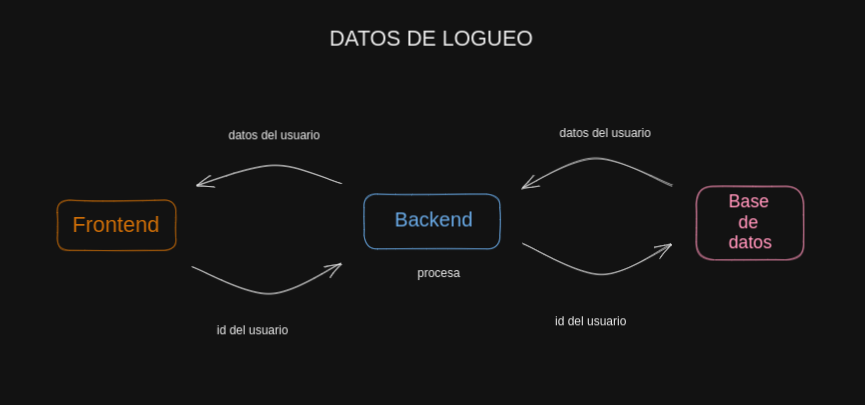 DATOS DE LOGUEO
datos del usuario
datos del usuario
Frontend
Backend
Base
de
datos
procesa
id del usuario
id del usuario